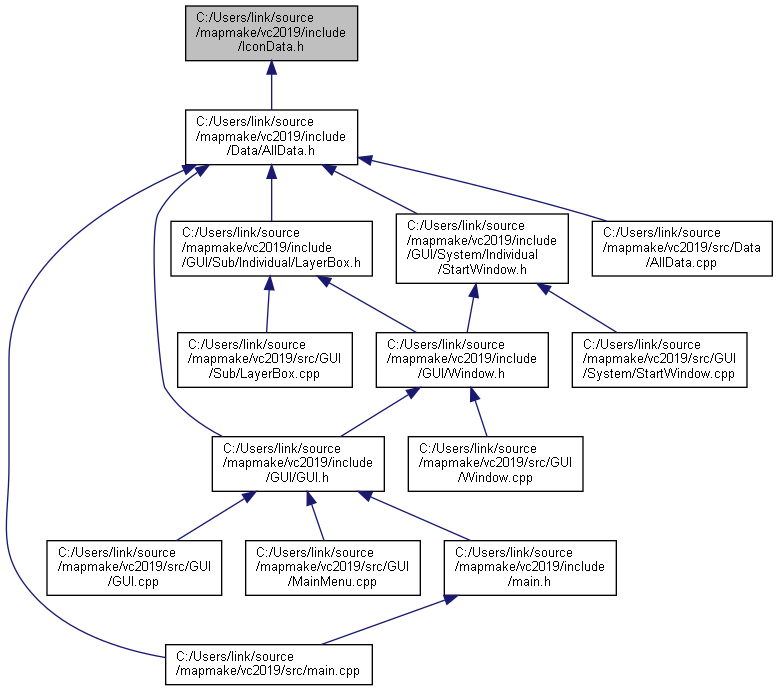 C:/Users/link/source
/mapmake/vc2019/include
/IconData.h
C:/Users/link/source
/mapmake/vc2019/include
/Data/AllData.h
C:/Users/link/source
/mapmake/vc2019/include
/GUI/Sub/Individual/LayerBox.h
C:/Users/link/source
/mapmake/vc2019/include
/GUI/System/Individual
/StartWindow.h
C:/Users/link/source
/mapmake/vc2019/src/Data
/AllData.cpp
C:/Users/link/source
/mapmake/vc2019/src/GUI
/Sub/LayerBox.cpp
C:/Users/link/source
/mapmake/vc2019/include
/GUI/Window.h
C:/Users/link/source
/mapmake/vc2019/src/GUI
/System/StartWindow.cpp
C:/Users/link/source
/mapmake/vc2019/include
/GUI/GUI.h
C:/Users/link/source
/mapmake/vc2019/src/GUI
/Window.cpp
C:/Users/link/source
/mapmake/vc2019/src/GUI
/GUI.cpp
C:/Users/link/source
/mapmake/vc2019/src/GUI
/MainMenu.cpp
C:/Users/link/source
/mapmake/vc2019/include
/main.h
C:/Users/link/source
/mapmake/vc2019/src/main.cpp